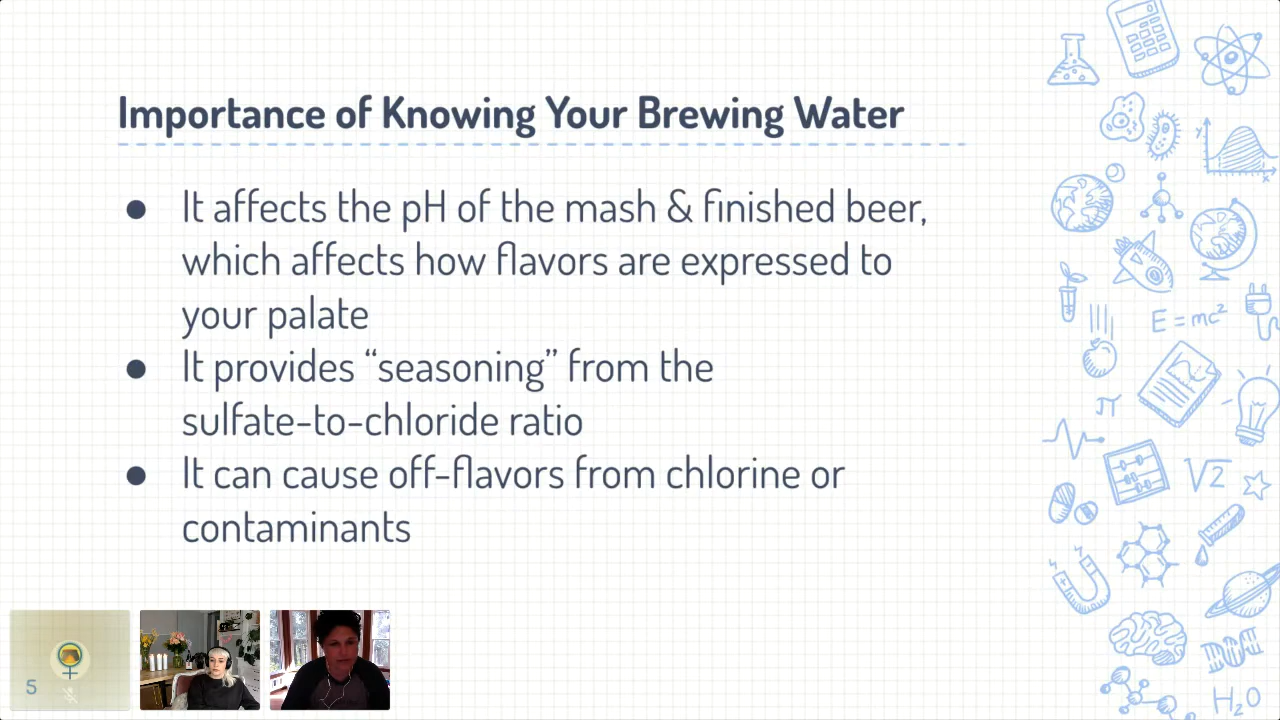 Importance of Knowing Your Brewing Water
● It affects the pH of the mash & finished beer,
which affects how flavors are expressed to
your palate
● It provides “seasoning” from the
sulfate-to-chloride ratio
● It can cause off-flavors from chlorine or
contaminants
5
y
x
E=mc²
π
√2
H₂O